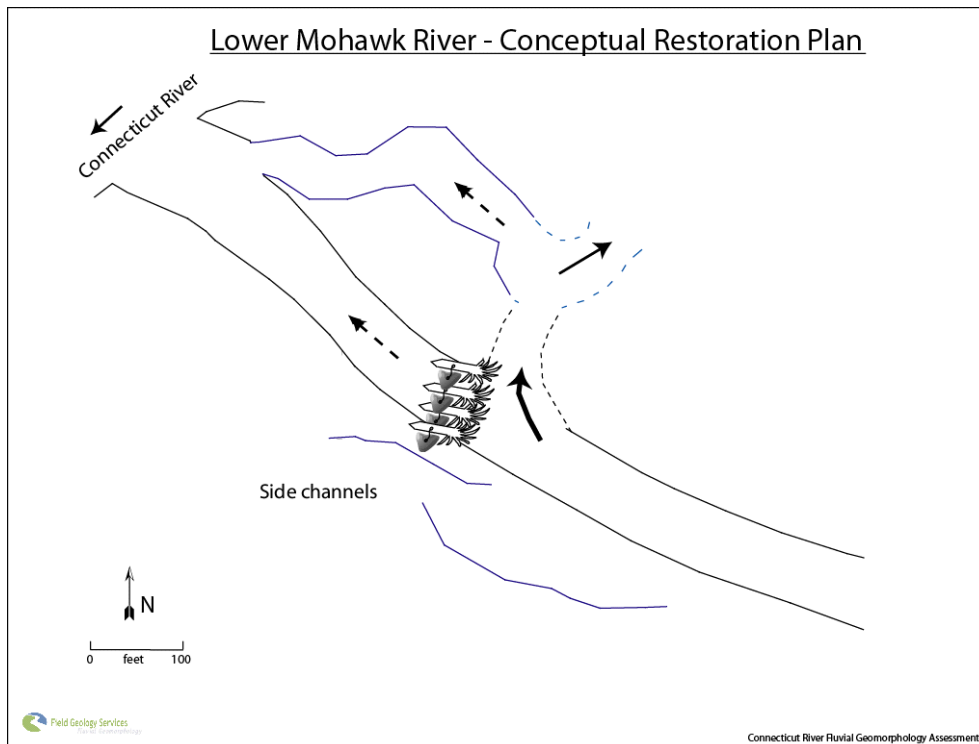 Lower Mohawk River - Conceptual Restoration Plan
Connecticut River
Side channels
N
0 feet 100
Field Geology Services
Fluvial Geomorphology
Connecticut River Fluvial Geomorphology Assessment